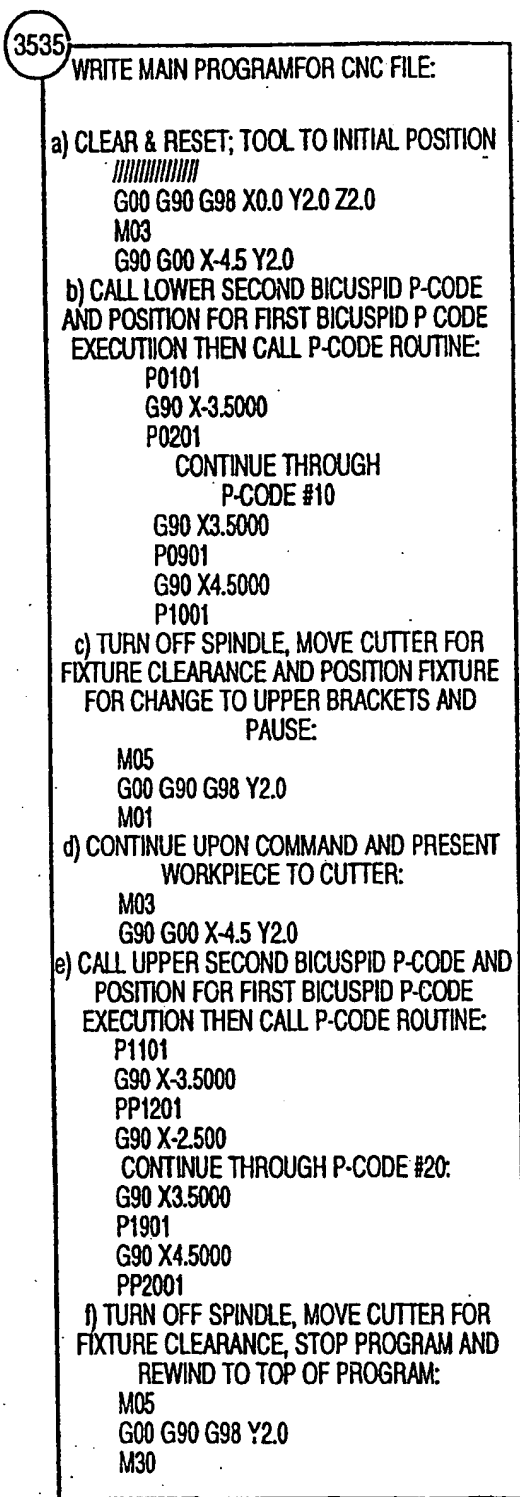 3535
WRITE MAIN PROGRAMFOR CNC FILE:
a) CLEAR & RESET; TOOL TO INITIAL POSITION
////////////////
G00 G90 G98 X0.0 Y2.0 Z2.0
M03
G90 G00 X-4.5 Y2.0
b) CALL LOWER SECOND BICUSPID P-CODE
AND POSITION FOR FIRST BICUSPID P CODE
EXECUTIION THEN CALL P-CODE ROUTINE:
P0101
G90 X-3.5000
P0201
CONTINUE THROUGH
P-CODE #10
G90 X3.5000
P0901
G90 X4.5000
P1001
c) TURN OFF SPINDLE, MOVE CUTTER FOR
FIXTURE CLEARANCE AND POSITION FIXTURE
FOR CHANGE TO UPPER BRACKETS AND
PAUSE:
M05
G00 G90 G98 Y2.0
M01
d) CONTINUE UPON COMMAND AND PRESENT
WORKPIECE TO CUTTER:
M03
G90 G00 X-4.5 Y2.0
e) CALL UPPER SECOND BICUSPID P-CODE AND
POSITION FOR FIRST BICUSPID P-CODE
EXECUTION THEN CALL P-CODE ROUTINE:
P1101
G90 X-3.5000
PP1201
G90 X-2.500
CONTINUE THROUGH P-CODE #20:
G90 X3.5000
P1901
G90 X4.5000
PP2001
f) TURN OFF SPINDLE, MOVE CUTTER FOR
FIXTURE CLEARANCE, STOP PROGRAM AND
REWIND TO TOP OF PROGRAM:
M05
G00 G90 G98 Y2.0
M30